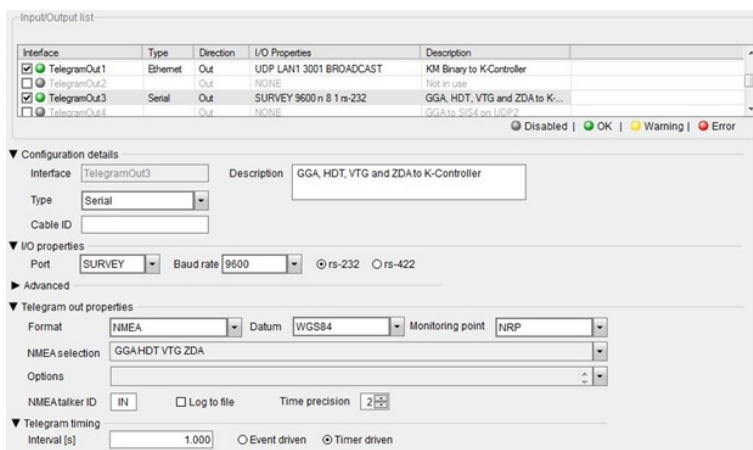 Input/Output list
Interface Type Direction I/O Properties Description
TelegramOut1 Ethernet Out UDP LAN1 3001 BROADCAST KM Binary to K-Controller
TelegramOut2 Out NONE Not in use
TelegramOut3 Serial Out SURVEY 9600 n 8 1 rs-232 GGA, HDT, VTG and ZDA to K-...
TelegramOut4 Out NONE GGA to SIS4 on UDP2
Disabled | OK | Warning | Error
Configuration details
Interface TelegramOut3 Description GGA, HDT, VTG and ZDA to K-Controller
Type Serial
Cable ID
I/O properties
Port SURVEY Baud rate 9600 rs-232 rs-422
Advanced
Telegram out properties
Format NMEA Datum WGS84 Monitoring point NRP
NMEA selection GGA HDT VTG ZDA
Options
NMEA talker ID IN Log to file Time precision 2
Telegram timing
Interval [s] 1.000 Event driven Timer driven